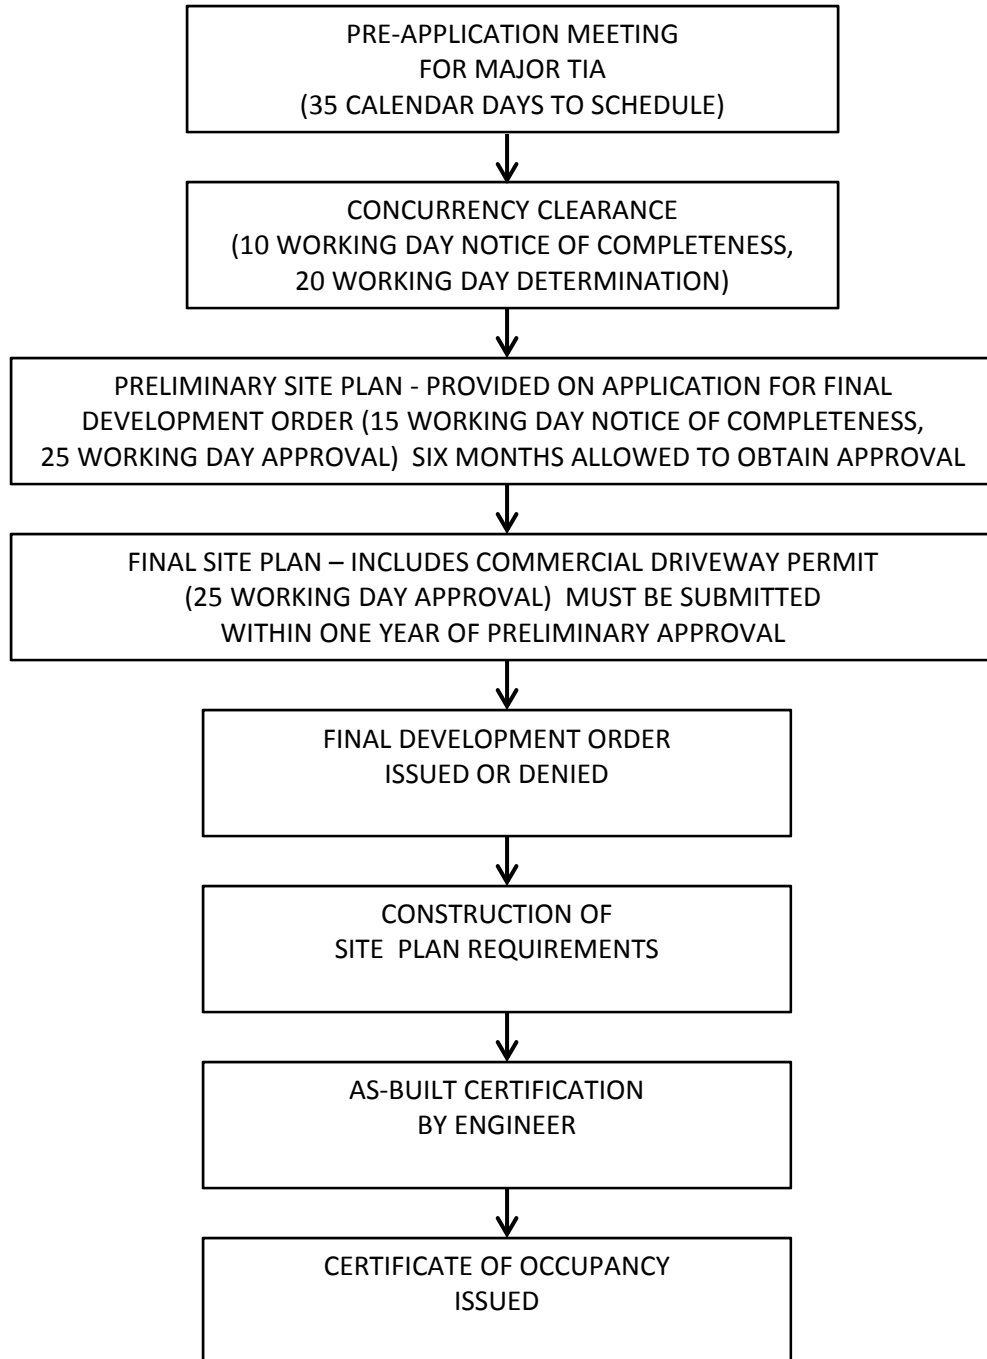 PRE-APPLICATION MEETING
FOR MAJOR TIA
(35 CALENDAR DAYS TO SCHEDULE)
CONCURRENCY CLEARANCE
(10 WORKING DAY NOTICE OF COMPLETENESS,
20 WORKING DAY DETERMINATION)
PRELIMINARY SITE PLAN - PROVIDED ON APPLICATION FOR FINAL
DEVELOPMENT ORDER (15 WORKING DAY NOTICE OF COMPLETENESS,
25 WORKING DAY APPROVAL)  SIX MONTHS ALLOWED TO OBTAIN APPROVAL
FINAL SITE PLAN – INCLUDES COMMERCIAL DRIVEWAY PERMIT
(25 WORKING DAY APPROVAL)  MUST BE SUBMITTED
WITHIN ONE YEAR OF PRELIMINARY APPROVAL
FINAL DEVELOPMENT ORDER
ISSUED OR DENIED
CONSTRUCTION OF
SITE  PLAN REQUIREMENTS
AS-BUILT CERTIFICATION
BY ENGINEER
CERTIFICATE OF OCCUPANCY
ISSUED